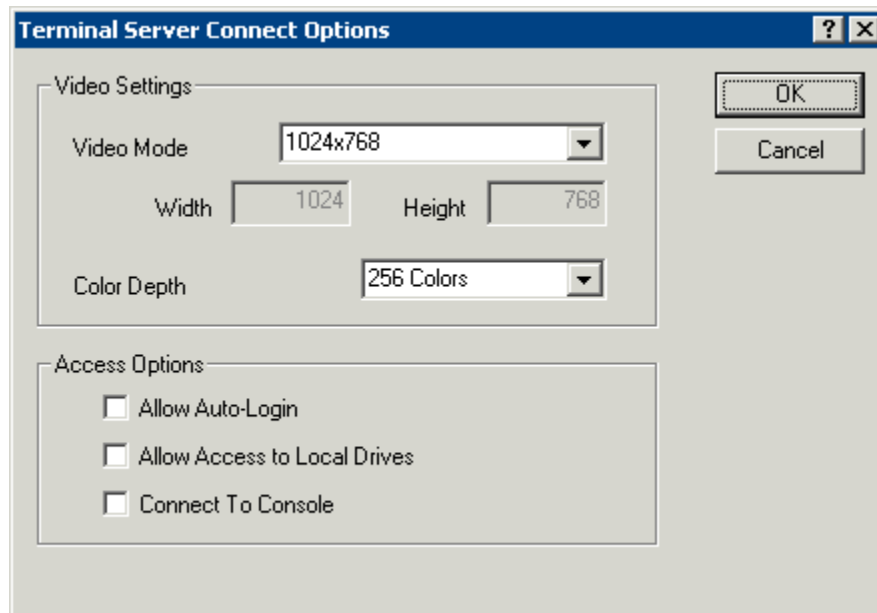 Terminal Server Connect Options
Video Settings
OK
Video Mode 1024x768
Cancel
Width 1024 Height 768
Color Depth 256 Colors
Access Options
Allow Auto-Login
Allow Access to Local Drives
Connect To Console